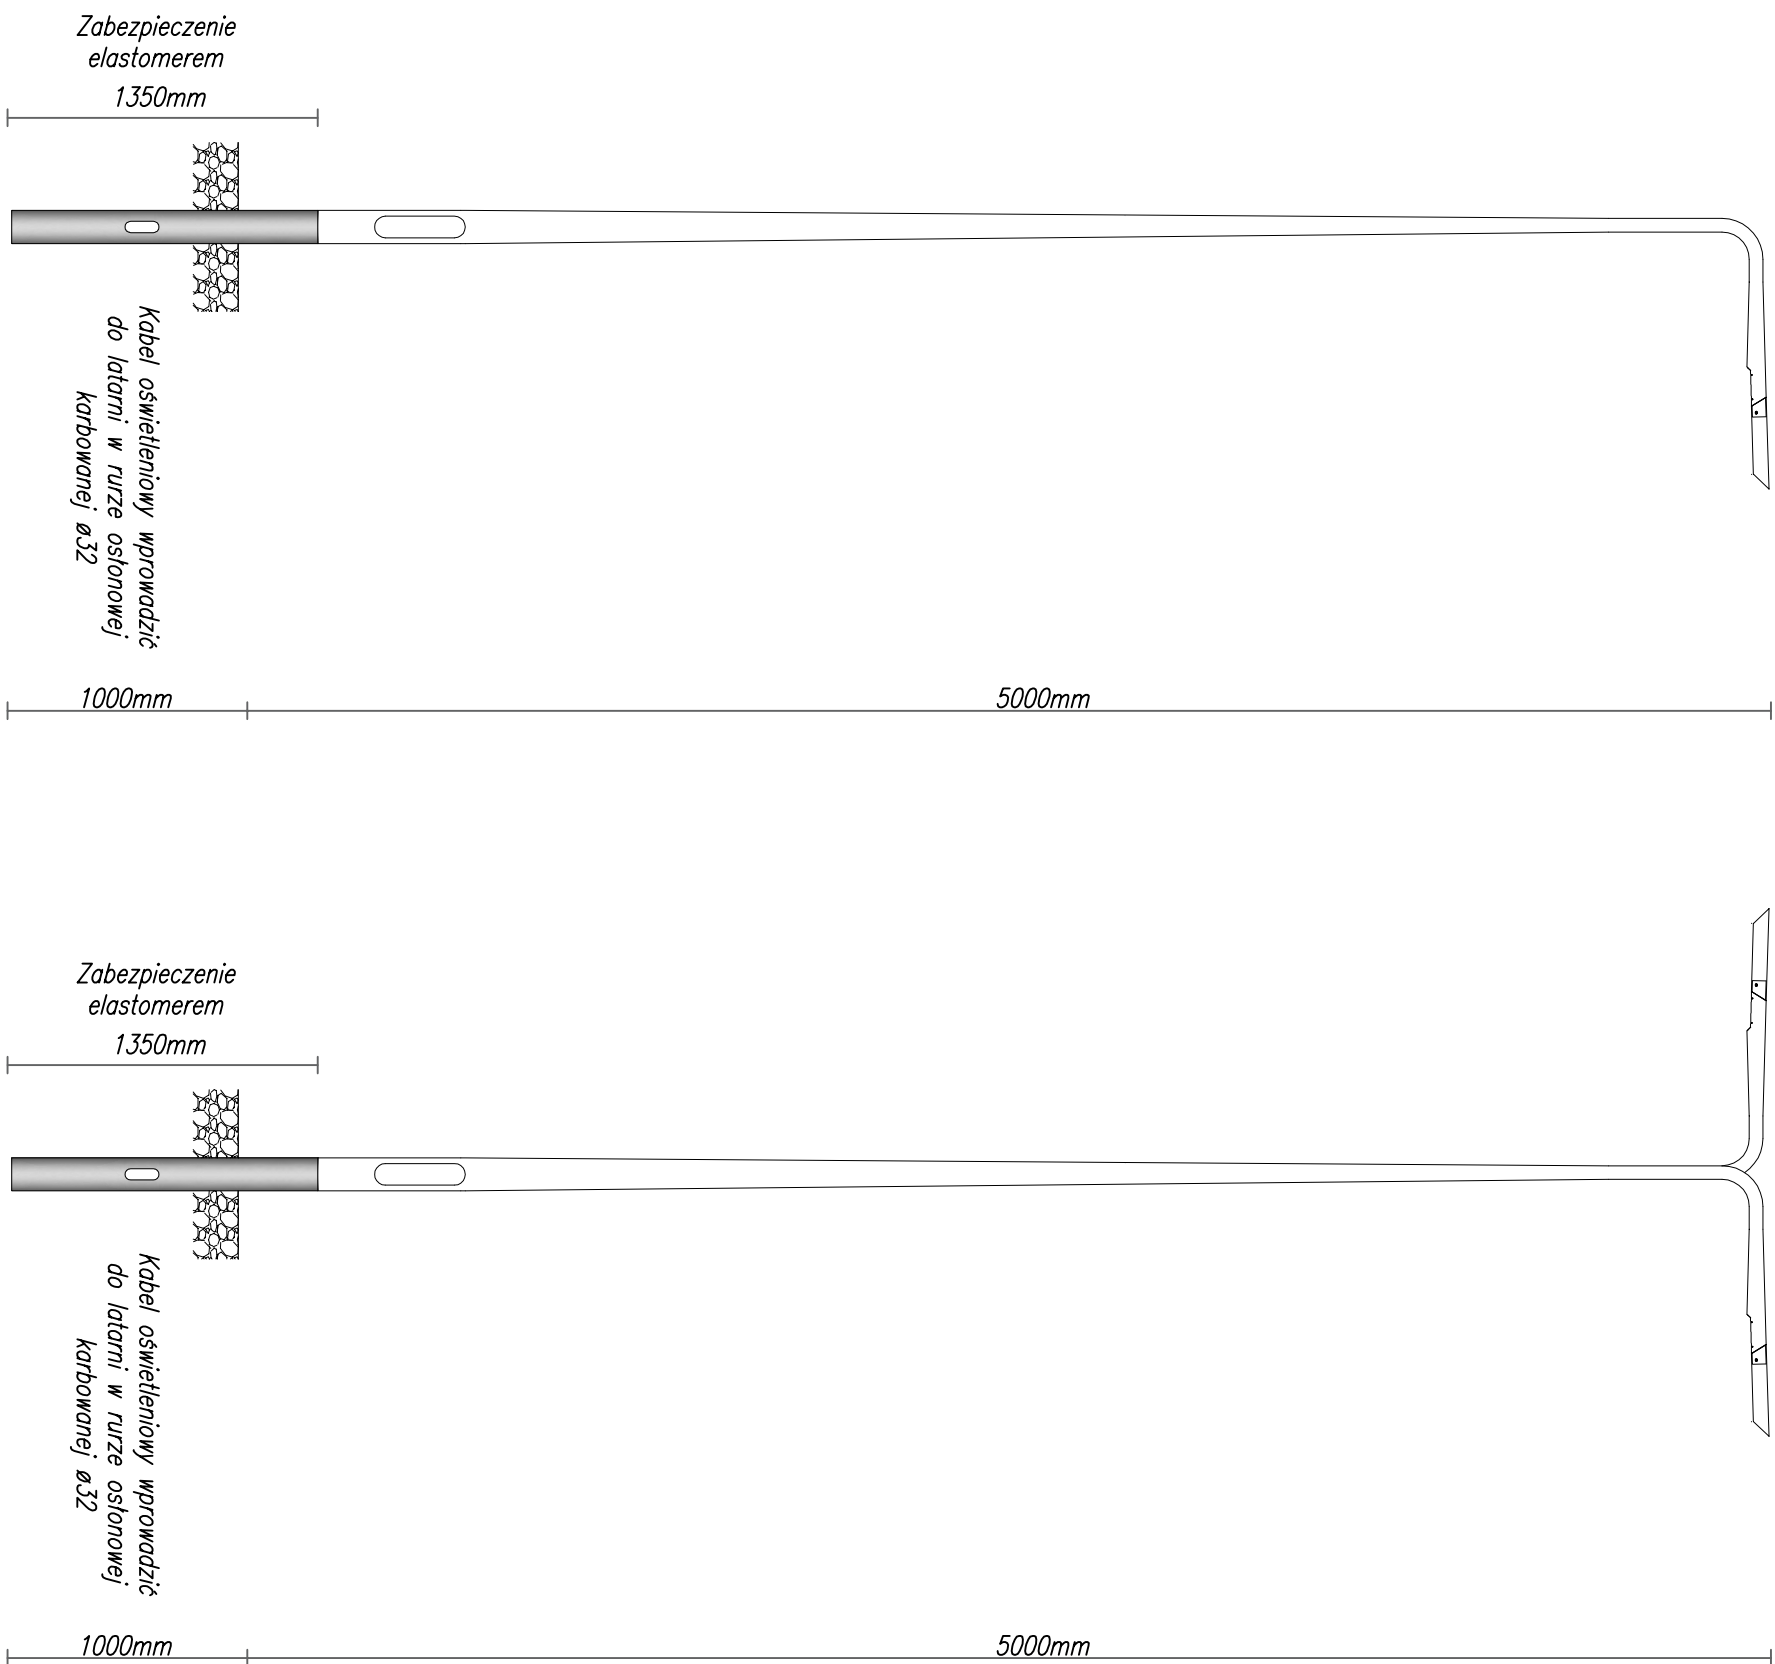 Zabezpieczenie
elastomerem
1350mm
Kabel oświetleniowy wprowadzić
do latarni w rurze osłonowej
karbowanej ø32
1000mm
5000mm
Zabezpieczenie
elastomerem
1350mm
Kabel oświetleniowy wprowadzić
do latarni w rurze osłonowej
karbowanej ø32
1000mm
5000mm